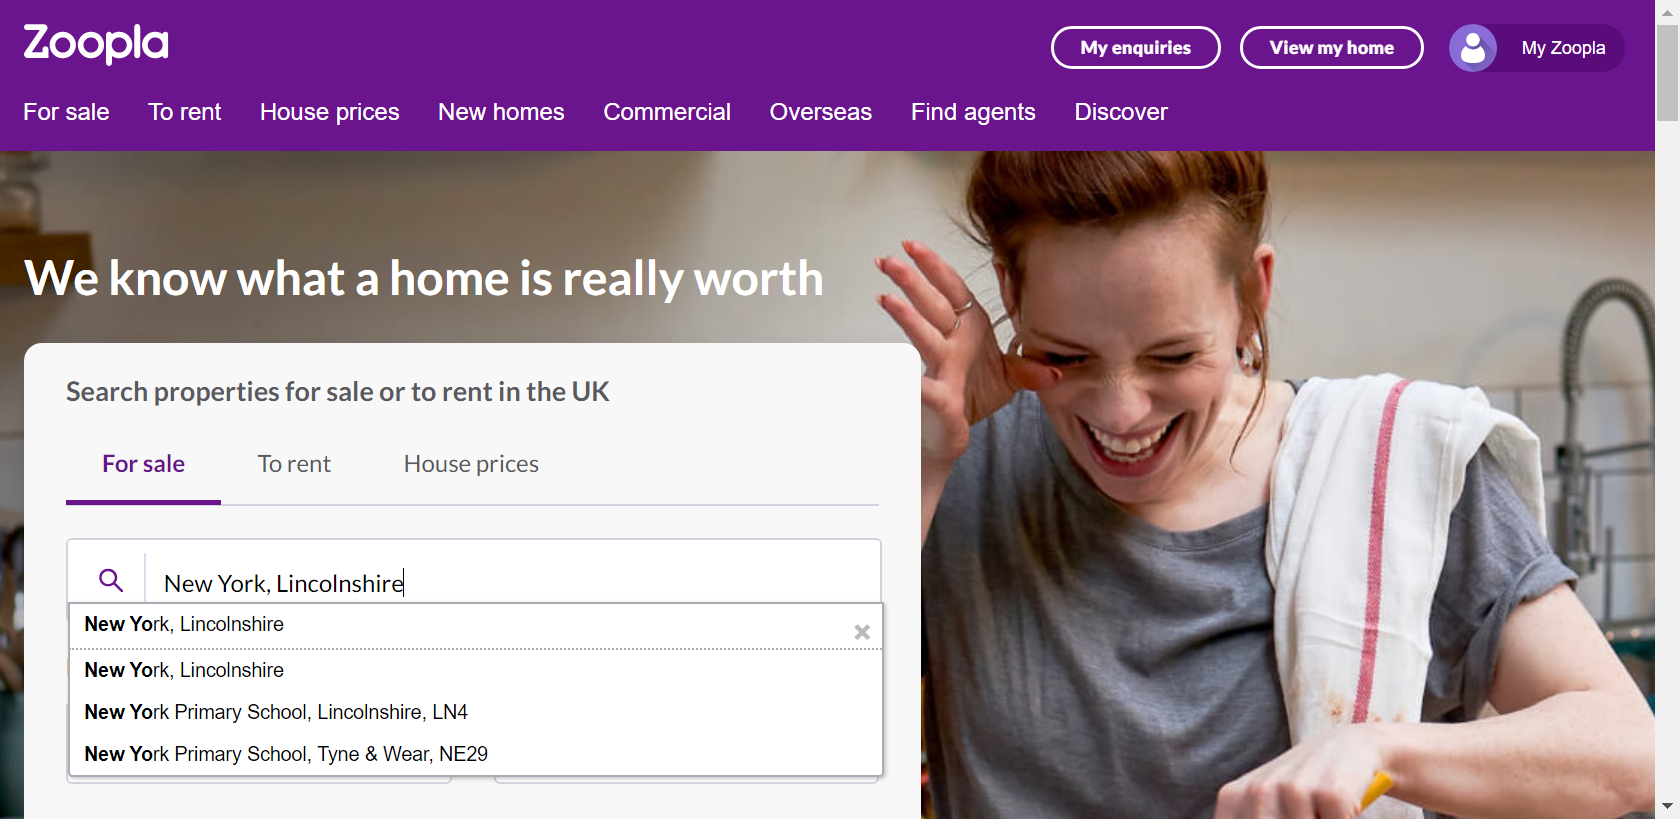 Zoopla
My enquiries
View my home
My Zoopla
For sale
To rent
House prices
New homes
Commercial
Overseas
Find agents
Discover
We know what a home is really worth
Search properties for sale or to rent in the UK
For sale
To rent
House prices
New York, Lincolnshire
New York, Lincolnshire
New York, Lincolnshire
New York Primary School, Lincolnshire, LN4
New York Primary School, Tyne & Wear, NE29